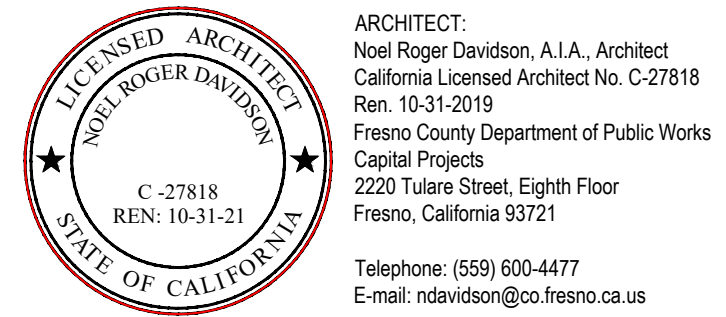 LICENSED ARCHITECT
NOEL ROGER DAVIDSON
C -27818
REN: 10-31-21
STATE OF CALIFORNIA
ARCHITECT:
Noel Roger Davidson, A.I.A., Architect
California Licensed Architect No. C-27818
Ren. 10-31-2019
Fresno County Department of Public Works
Capital Projects
2220 Tulare Street, Eighth Floor
Fresno, California 93721
Telephone: (559) 600-4477
E-mail: ndavidson@co.fresno.ca.us